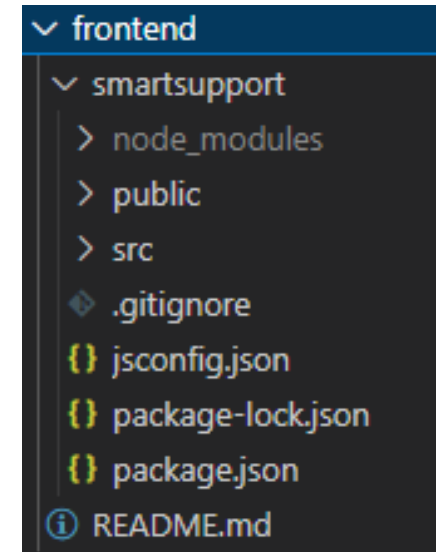 frontend
smartsupport
node_modules
public
src
.gitignore
jsconfig.json
package-lock.json
package.json
README.md